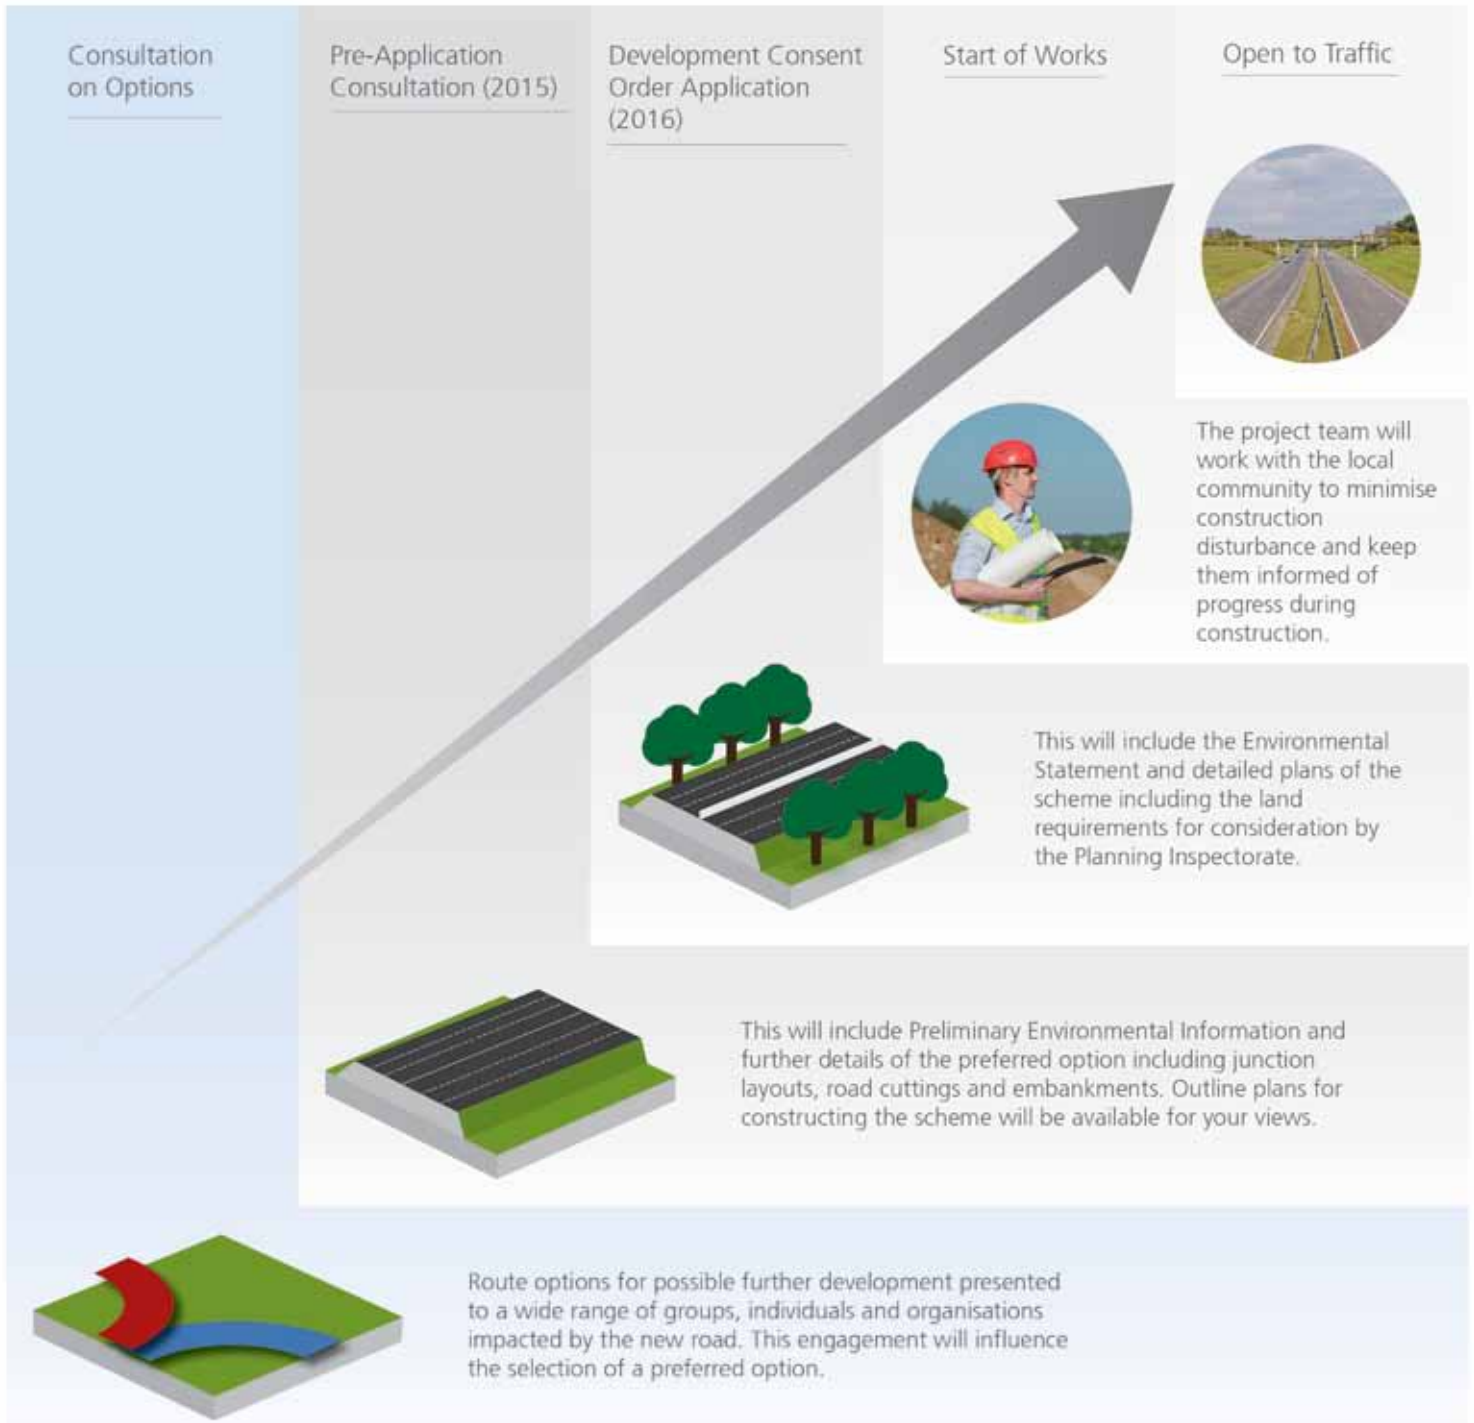 Consultation
on Options
Pre-Application
Consultation (2015)
Development Consent
Order Application
(2016)
Start of Works
Open to Traffic
The project team will
work with the local
community to minimise
construction
disturbance and keep
them informed of
progress during
construction.
This will include the Environmental
Statement and detailed plans of the
scheme including the land
requirements for consideration by
the Planning Inspectorate.
This will include Preliminary Environmental Information and
further details of the preferred option including junction
layouts, road cuttings and embankments. Outline plans for
constructing the scheme will be available for your views.
Route options for possible further development presented
to a wide range of groups, individuals and organisations
impacted by the new road. This engagement will influence
the selection of a preferred option.